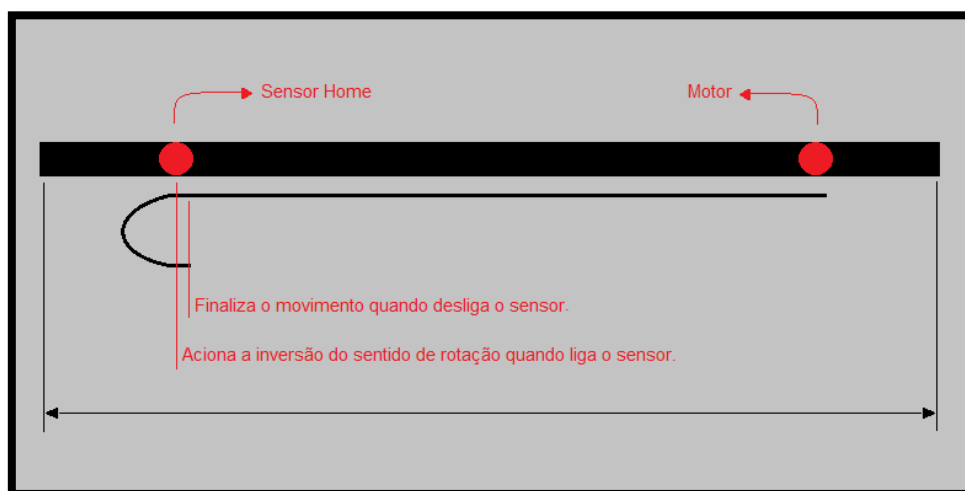 Sensor Home
Motor
Finaliza o movimento quando desliga o sensor.
Aciona a inversão do sentido de rotação quando liga o sensor.